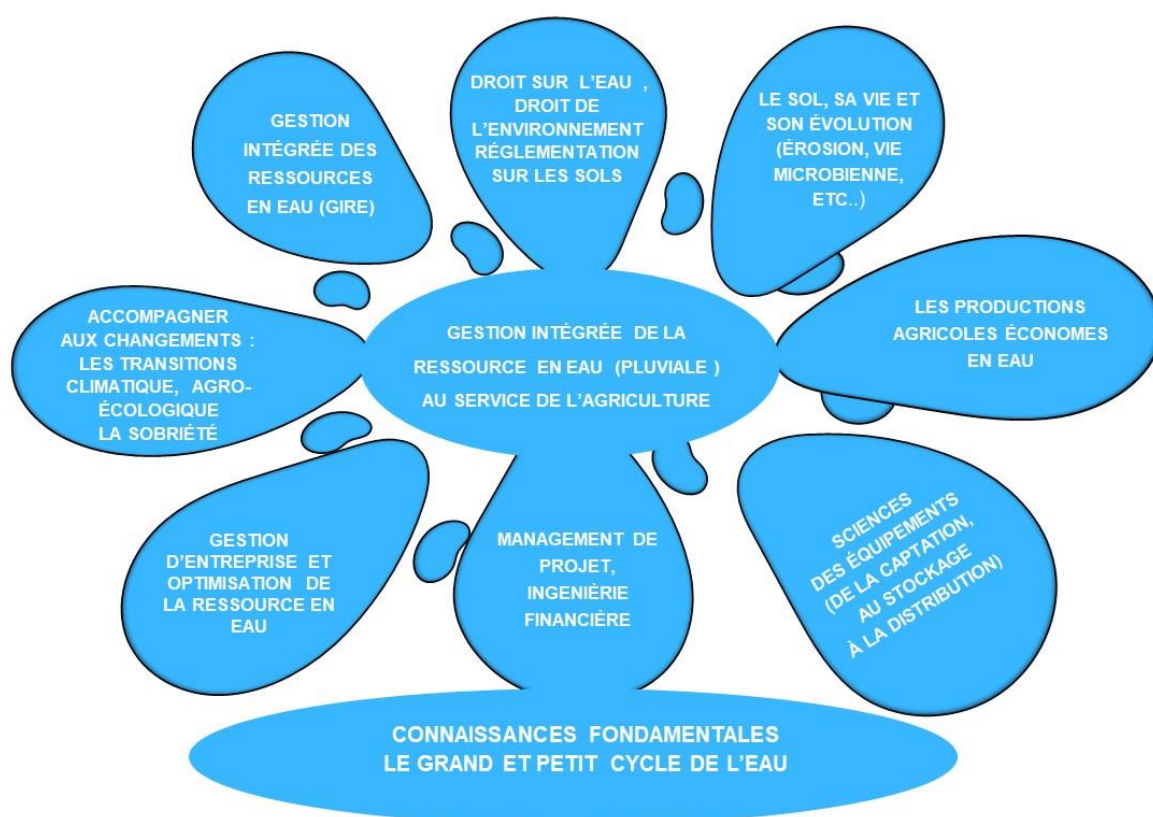 GESTION
INTÉGRÉE DES
RESSOURCES
EN EAU (GIRE)
DROIT SUR L'EAU ,
DROIT DE
L'ENVIRONNEMENT
RÉGLEMENTATION
SUR LES SOLS
LE SOL, SA VIE ET
SON ÉVOLUTION
(ÉROSION, VIE
MICROBIENNE,
ETC..)
ACCOMPAGNER
AUX CHANGEMENTS :
LES TRANSITIONS
CLIMATIQUE, AGRO-
ÉCOLOGIQUE
LA SOBRIÉTÉ
GESTION INTÉGRÉE DE LA
RESSOURCE EN EAU (PLUVIALE )
AU SERVICE DE L'AGRICULTURE
LES PRODUCTIONS
AGRICOLES ÉCONOMES
EN EAU
GESTION
D'ENTREPRISE ET
OPTIMISATION DE
LA RESSOURCE EN
EAU
MANAGEMENT DE
PROJET,
INGENIÈRIE
FINANCIÈRE
SCIENCES
DES ÉQUIPEMENTS
(DE LA CAPTATION,
AU STOCKAGE
À LA DISTRIBUTION)
CONNAISSANCES FONDAMENTALES
LE GRAND ET PETIT CYCLE DE L'EAU